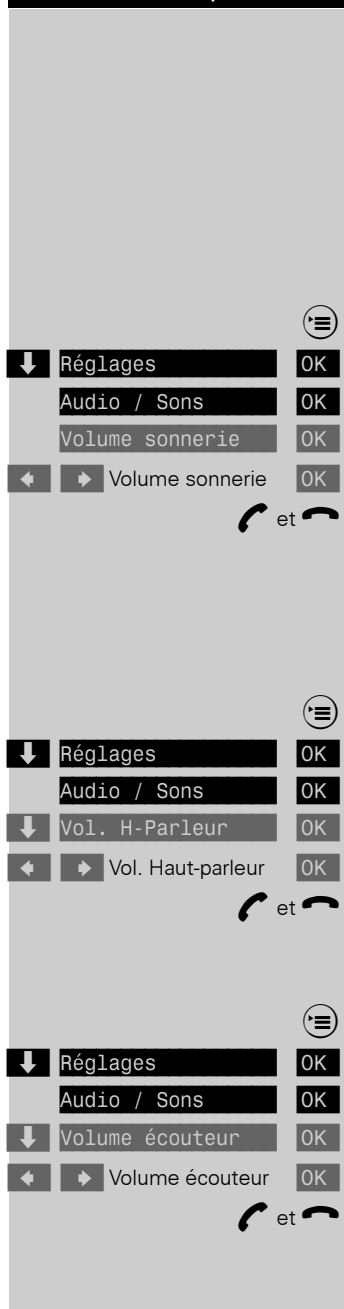 Réglages OK
Audio / Sons OK
Volume sonnerie OK
Volume sonnerie OK
et
Réglages OK
Audio / Sons OK
Vol. H-Parleur OK
Vol. Haut-parleur OK
et
Réglages OK
Audio / Sons OK
Volume écouteur OK
Volume écouteur OK
et